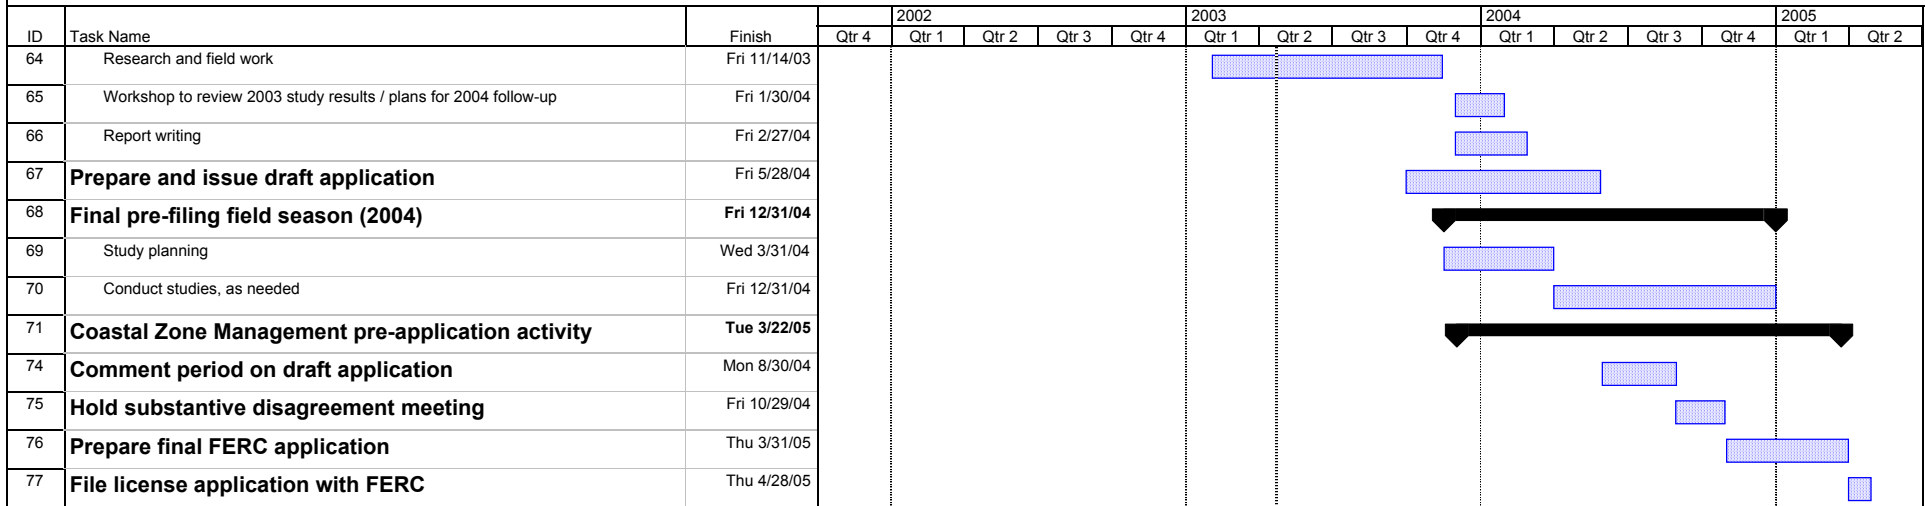 2002 2003 2004 2005
ID Task Name Finish Qtr 4 Qtr 1 Qtr 2 Qtr 3 Qtr 4 Qtr 1 Qtr 2 Qtr 3 Qtr 4 Qtr 1 Qtr 2 Qtr 3 Qtr 4 Qtr 1 Qtr 2
64 Research and field work Fri 11/14/03
65 Workshop to review 2003 study results / plans for 2004 follow-up Fri 1/30/04
66 Report writing Fri 2/27/04
67 Prepare and issue draft application Fri 5/28/04
68 Final pre-filing field season (2004) Fri 12/31/04
69 Study planning Wed 3/31/04
70 Conduct studies, as needed Fri 12/31/04
71 Coastal Zone Management pre-application activity Tue 3/22/05
74 Comment period on draft application Mon 8/30/04
75 Hold substantive disagreement meeting Fri 10/29/04
76 Prepare final FERC application Thu 3/31/05
77 File license application with FERC Thu 4/28/05